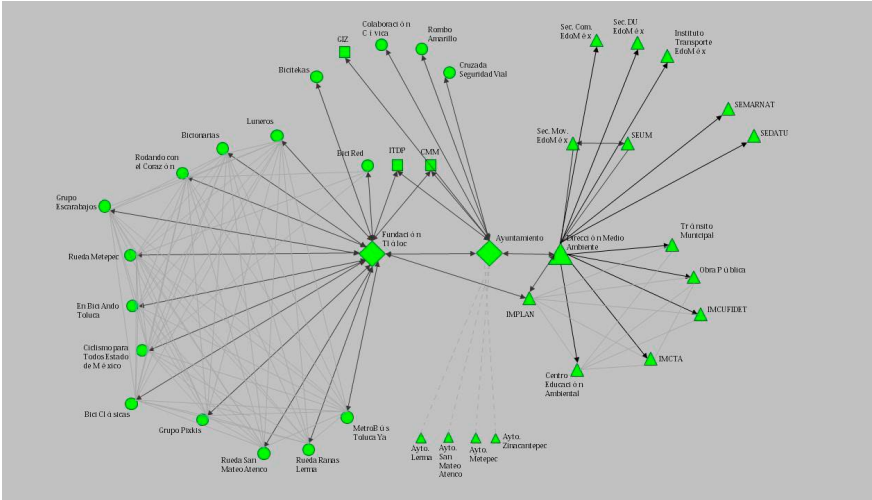 Colaboración
Cívica
GIZ
Rombo
Amarillo
Cruzada
Seguridad Vial
Bicitekas
Sec. Com.
EdoMéx
Sec. DU
EdoMéx
Instituto
Transporte
EdoMéx
SEMARNAT
SEDATU
Sec. Mov.
EdoMéx
SEUM
Luneros
Bicionarias
Rodando con
el Corazón
Bici Red
ITDP
CMM
Grupo
Escarabajos
Fundación
Tláloc
Ayuntamiento
Dirección Medio
Ambiente
Tránsito
Municipal
Rueda Metepec
Obra Pública
En Bici Ando
Toluca
IMPLAN
IMCUFIDET
Ciclismo para
Todos Estado
de México
IMCTA
Centro
Educación
Ambiental
Bici Clásicas
Grupo Pixkis
MetroBús
Toluca Ya
Rueda San
Mateo Atenco
Rueda Ranas
Lerma
Ayto.
Lerma
Ayto.
San
Mateo
Atenco
Ayto.
Metepec
Ayto.
Zinacantepec